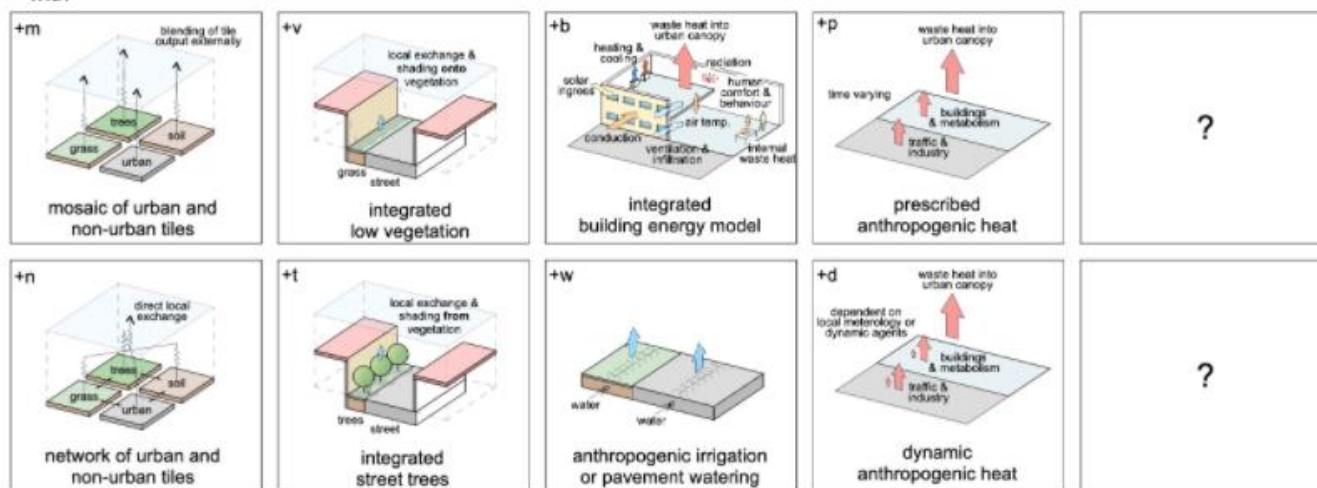 +m
blending of tile
output externally
trees
soil
grass
urban
mosaic of urban and
non-urban tiles
+v
local exchange &
shading onto
vegetation
grass
street
integrated
low vegetation
+b
waste heat into
urban canopy
heating &
cooling
radiation
solar
ingress
human
comfort &
behaviour
air temp.
conduction
ventilation &
infiltration
internal
waste heat
integrated
building energy model
+p
waste heat into
urban canopy
time varying
buildings
& metabolism
traffic &
industry
prescribed
anthropogenic heat
?
+n
direct local
exchange
trees
soil
grass
urban
network of urban and
non-urban tiles
+t
local exchange &
shading from
vegetation
trees
street
integrated
street trees
+w
water
water
anthropogenic irrigation
or pavement watering
+d
waste heat into
urban canopy
dependent on
local meterology or
dynamic agents
buildings
& metabolism
traffic &
industry
dynamic
anthropogenic heat
?